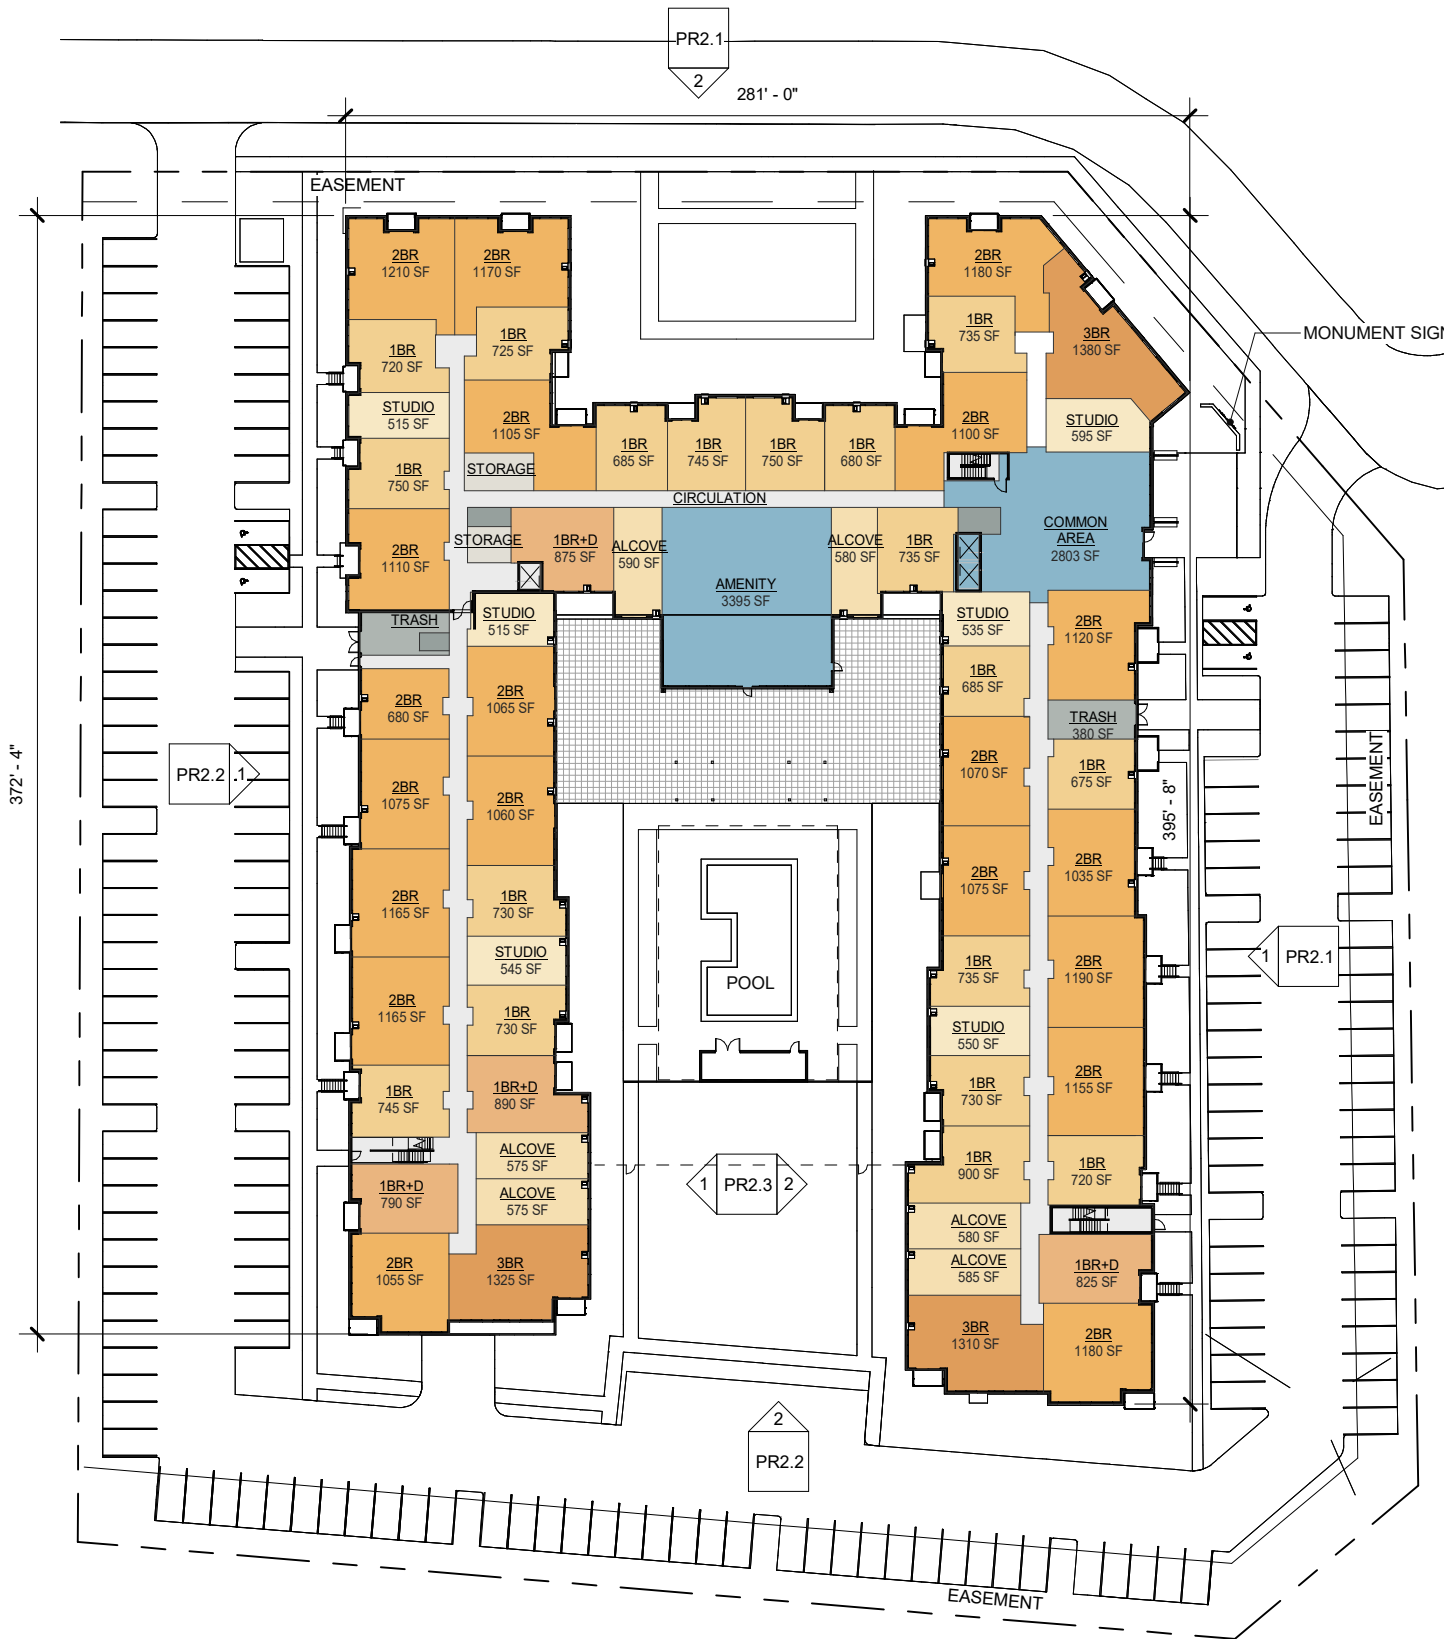 PR2.1
2
281' - 0"
EASEMENT
2BR
1210 SF
2BR
1170 SF
2BR
1180 SF
1BR
720 SF
1BR
725 SF
1BR
735 SF
3BR
1380 SF
MONUMENT SIGN
STUDIO
515 SF
2BR
1105 SF
2BR
1100 SF
STUDIO
595 SF
1BR
750 SF
STORAGE
1BR
685 SF
1BR
745 SF
1BR
750 SF
1BR
680 SF
CIRCULATION
2BR
1110 SF
STORAGE
1BR+D
875 SF
ALCOVE
590 SF
AMENITY
3395 SF
ALCOVE
580 SF
1BR
735 SF
COMMON
AREA
2803 SF
TRASH
STUDIO
515 SF
STUDIO
535 SF
2BR
1120 SF
2BR
680 SF
2BR
1065 SF
1BR
685 SF
TRASH
380 SF
372' - 4"
PR2.2
1
2BR
1075 SF
2BR
1060 SF
2BR
1070 SF
1BR
675 SF
395' - 8"
EASEMENT
2BR
1165 SF
1BR
730 SF
2BR
1075 SF
2BR
1035 SF
STUDIO
545 SF
POOL
1BR
735 SF
2BR
1190 SF
1
PR2.1
2BR
1165 SF
1BR
730 SF
STUDIO
550 SF
1BR
745 SF
1BR+D
890 SF
1BR
730 SF
2BR
1155 SF
ALCOVE
575 SF
1BR
900 SF
1BR
720 SF
1BR+D
790 SF
ALCOVE
575 SF
1
PR2.3
2
ALCOVE
580 SF
2BR
1055 SF
3BR
1325 SF
ALCOVE
585 SF
1BR+D
825 SF
3BR
1310 SF
2BR
1180 SF
2
PR2.2
EASEMENT